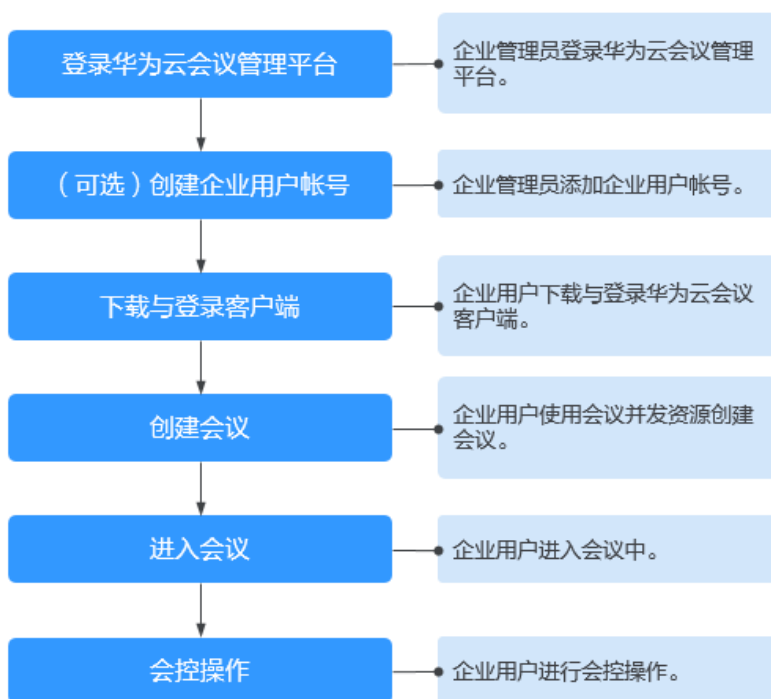 登录华为云会议管理平台
企业管理员登录华为云会议管理
平台。
（可选）创建企业用户帐号
企业管理员添加企业用户帐号。
下载与登录客户端
企业用户下载与登录华为云会议
客户端。
创建会议
企业用户使用会议并发资源创建
会议。
进入会议
企业用户进入会议中。
会控操作
企业用户进行会控操作。